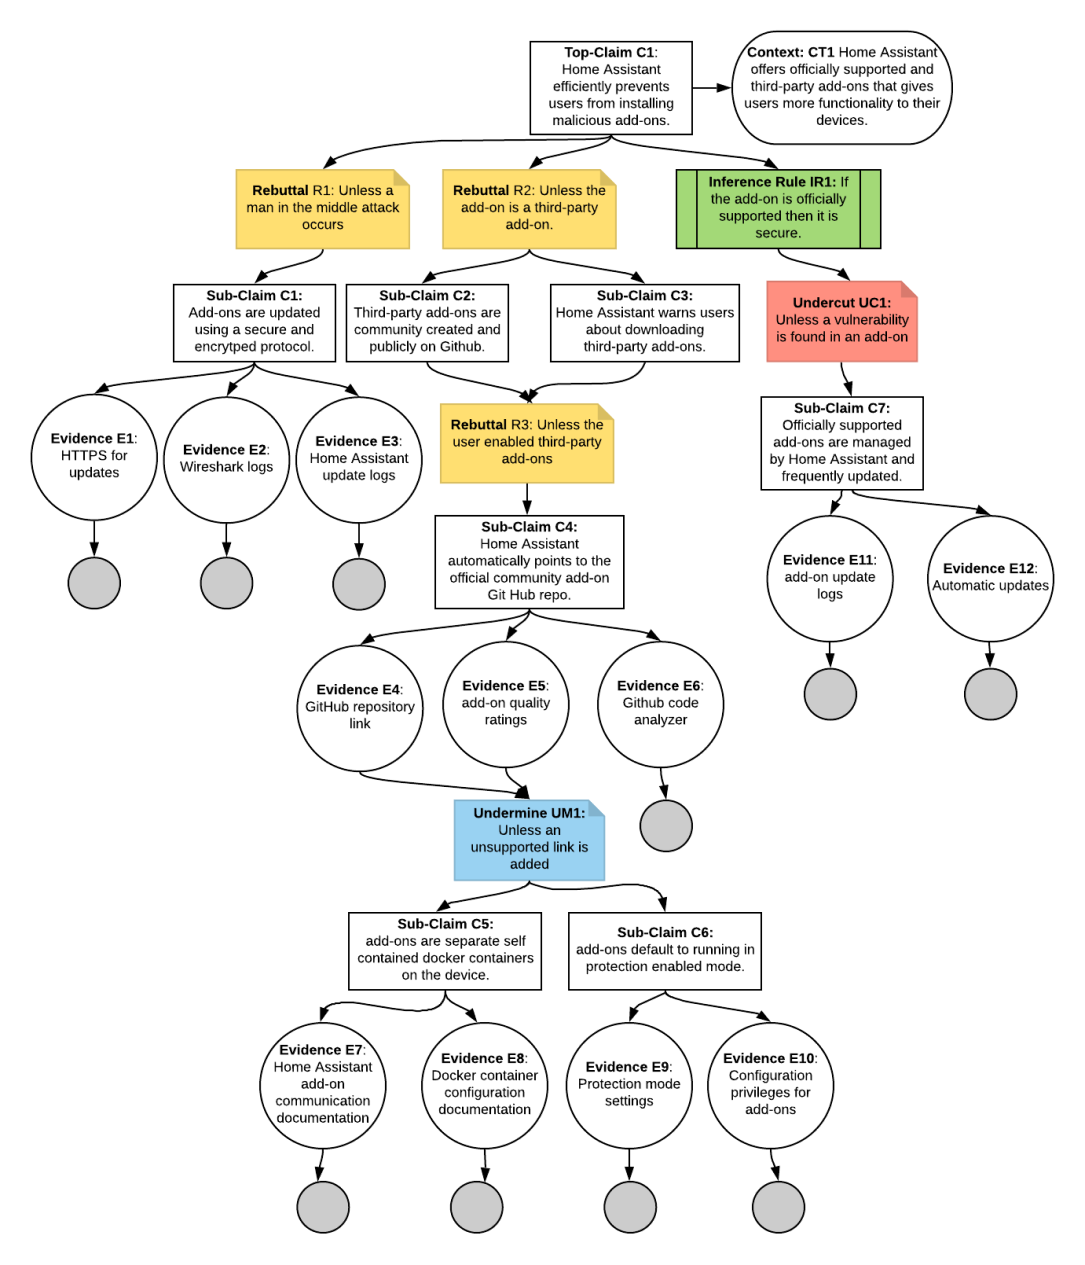 Top-Claim C1:
Home Assistant
efficiently prevents
users from installing
malicious add-ons.
Context: CT1 Home Assistant
offers officially supported and
third-party add-ons that gives
users more functionality to their
devices.
Rebuttal R1: Unless a
man in the middle attack
occurs
Rebuttal R2: Unless the
add-on is a third-party
add-on.
Inference Rule IR1: If
the add-on is officially
supported then it is
secure.
Sub-Claim C1:
Add-ons are updated
using a secure and
encrytped protocol.
Sub-Claim C2:
Third-party add-ons are
community created and
publicly on Github.
Sub-Claim C3:
Home Assistant warns users
about downloading
third-party add-ons.
Undercut UC1:
Unless a vulnerability
is found in an add-on
Evidence E1:
HTTPS for
updates
Evidence E2:
Wireshark logs
Evidence E3:
Home Assistant
update logs
Rebuttal R3: Unless the
user enabled third-party
add-ons
Sub-Claim C7:
Officially supported
add-ons are managed
by Home Assistant and
frequently updated.
Sub-Claim C4:
Home Assistant
automatically points to the
official community add-on
Git Hub repo.
Evidence E11:
add-on update
logs
Evidence E12:
Automatic updates
Evidence E4:
GitHub repository
link
Evidence E5:
add-on quality
ratings
Evidence E6:
Github code
analyzer
Undermine UM1:
Unless an
unsupported link is
added
Sub-Claim C5:
add-ons are separate self
contained docker containers
on the device.
Sub-Claim C6:
add-ons default to running in
protection enabled mode.
Evidence E7:
Home Assistant
add-on
communication
documentation
Evidence E8:
Docker container
configuration
documentation
Evidence E9:
Protection mode
settings
Evidence E10:
Configuration
privileges for
add-ons